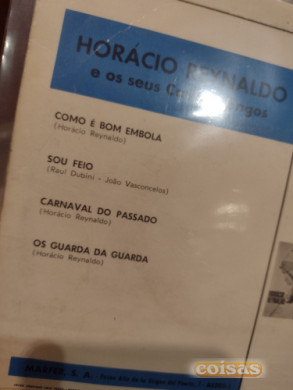 HORÁCIO REYNALDO
e os seus
COMO É BOM EMBOLA
(Horácio Reynaldo)
SOU FEIO
(Raul Dubini - João Vasconcelos)
CARNAVAL DO PASSADO
(Horácio Reynaldo)
OS GUARDA DA GUARDA
(Horácio Reynaldo)
S. A.
coisas